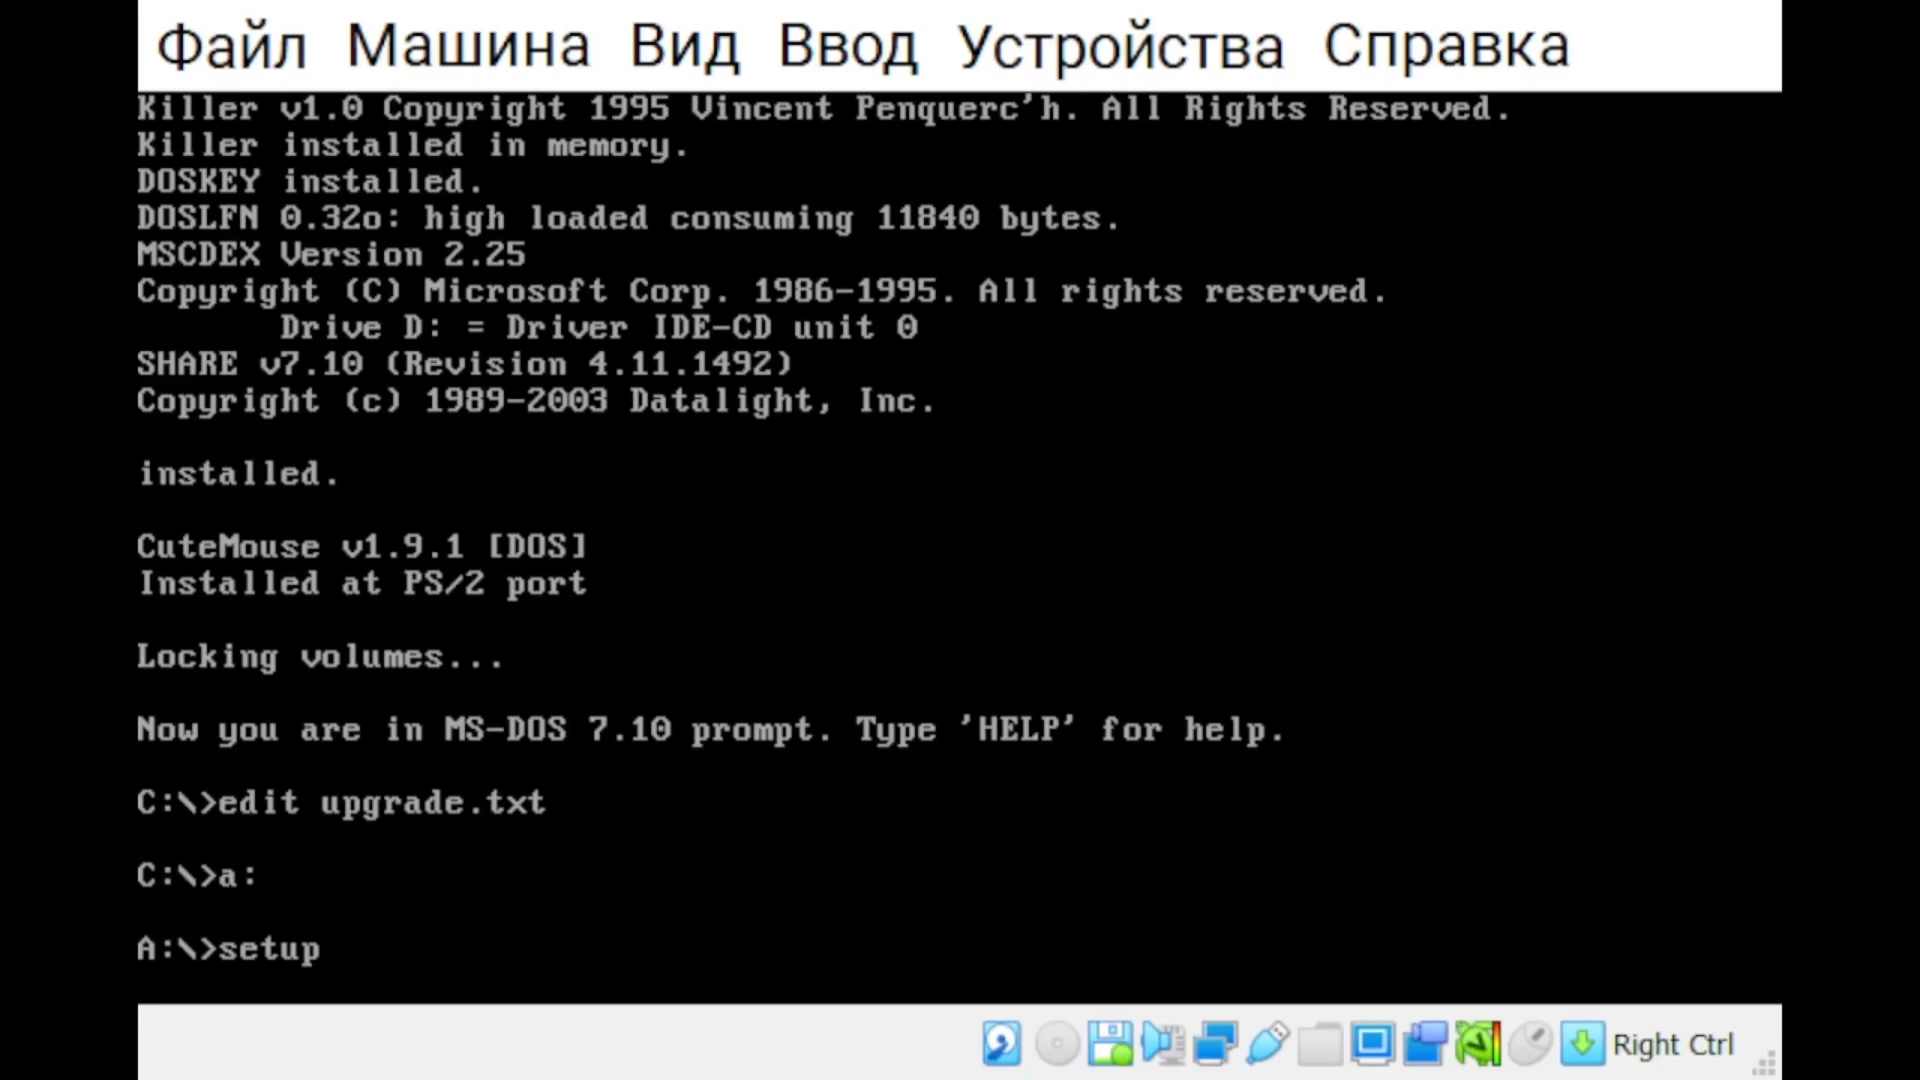 Файл Машина Вид Ввод Устройства Справка
Killer v1.0 Copyright 1995 Vincent Penquerc'h. All Rights Reserved.
Killer installed in memory.
DOSKEY installed.
DOSLFN 0.32o: high loaded consuming 11840 bytes.
MSCDEX Version 2.25
Copyright (C) Microsoft Corp. 1986-1995. All rights reserved.
Drive D: = Driver IDE-CD unit 0
SHARE v7.10 (Revision 4.11.1492)
Copyright (c) 1989-2003 Datalight, Inc.
installed.
CuteMouse v1.9.1 [DOS]
Installed at PS/2 port
Locking volumes...
Now you are in MS-DOS 7.10 prompt. Type 'HELP' for help.
C:\>edit upgrade.txt
C:\>a:
A:\>setup
Right Ctrl